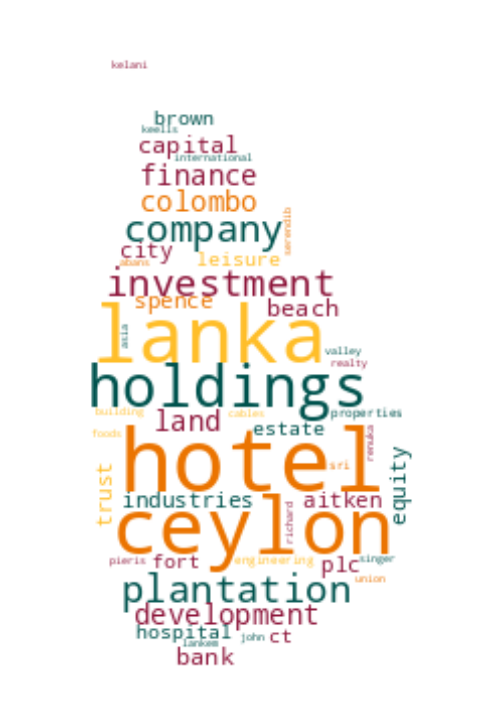 kelani
brown
keells
capital
international
finance
colombo
serendib
company
city
leisure
abans
investment
spence
beach
lanka
asia
valley
realty
holdings
building
land
cables
properties
foods
estate
renuka
hotel
sri
trust
equity
industries
aitken
ceylon
richard
pieris
fort
engineering
plc
singer
union
plantation
development
hospital
john
ct
lankem
bank